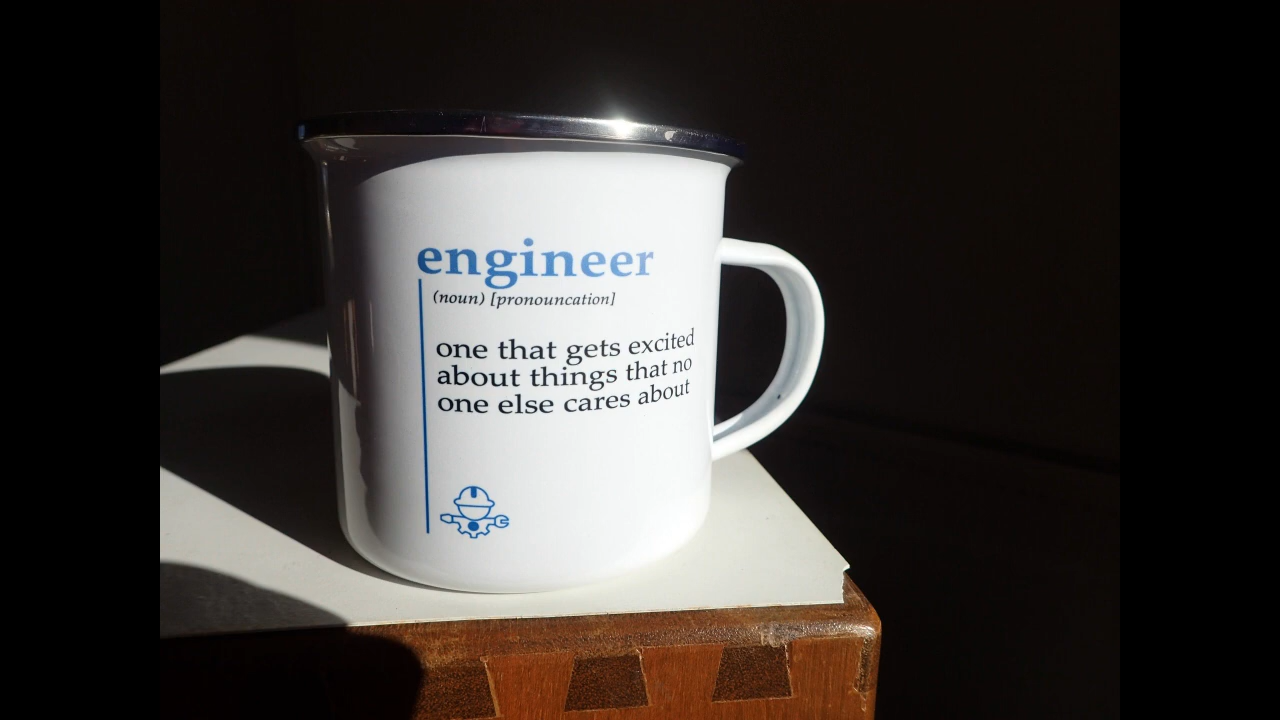 engineer
(noun) [pronouncation]
one that gets excited
about things that no
one else cares about